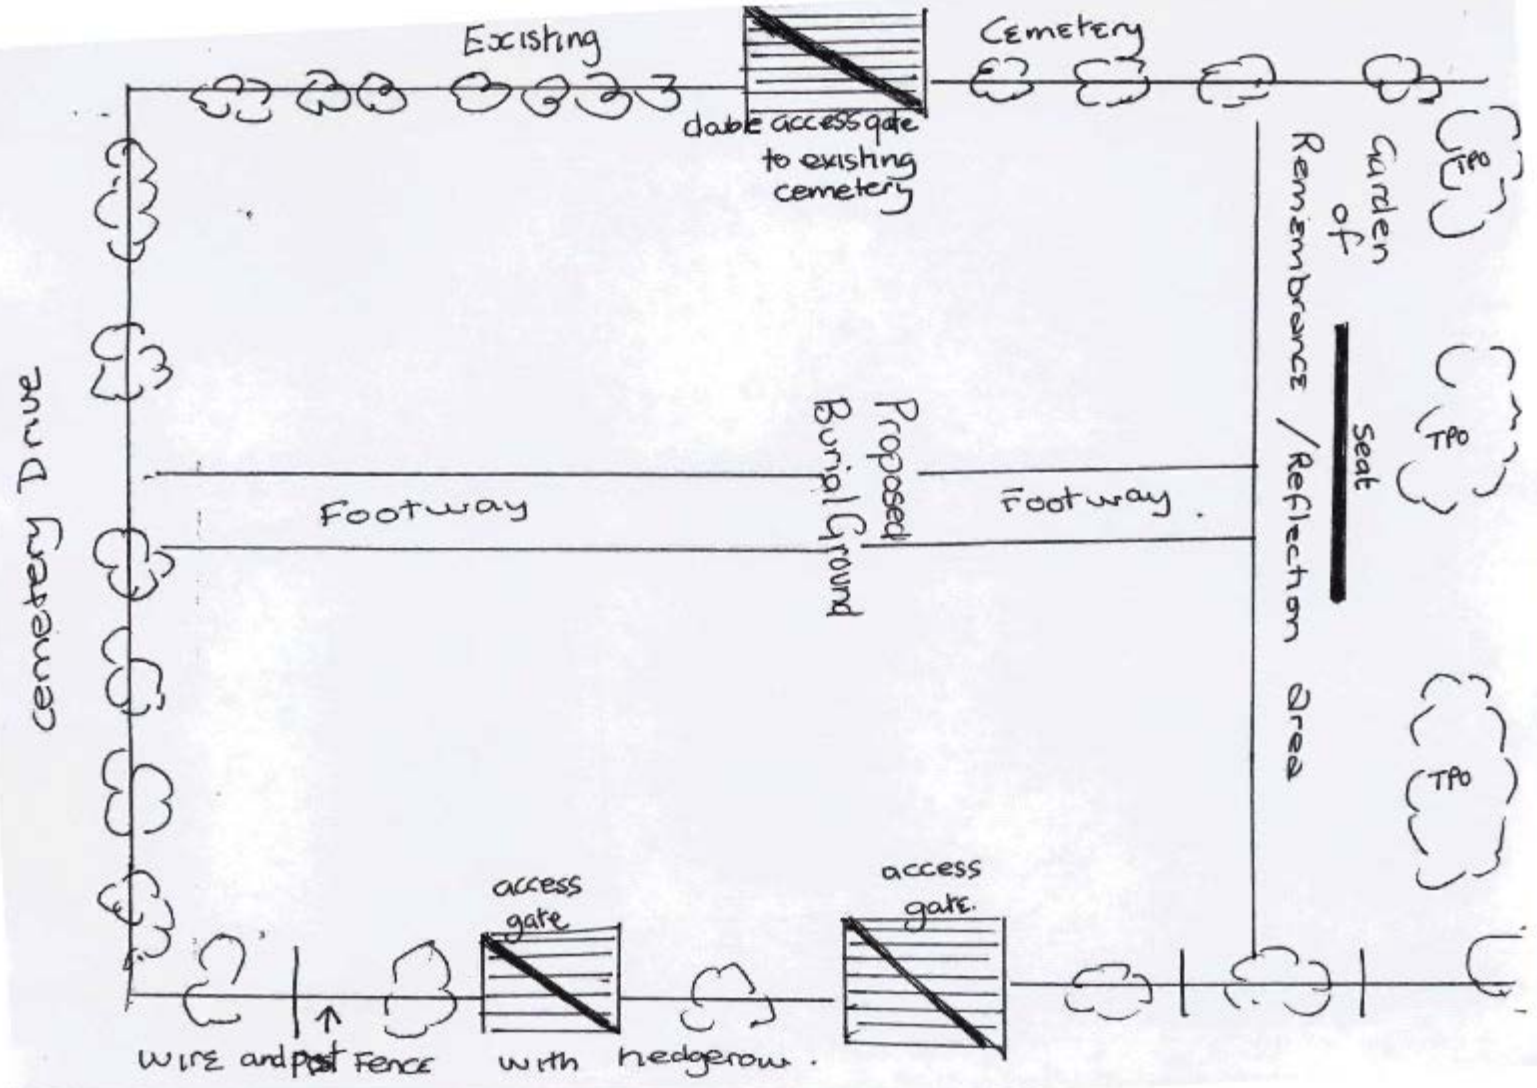 Existing
Cemetery
double access gate
to existing
cemetery
Garden
of
Remembrance / Reflection area
TPO
Seat
TPO
TPO
Cemetery Drive
Proposed
Burial Ground
Footway
Footway.
access
gate
access
gate.
Wire and post Fence with hedgerow.